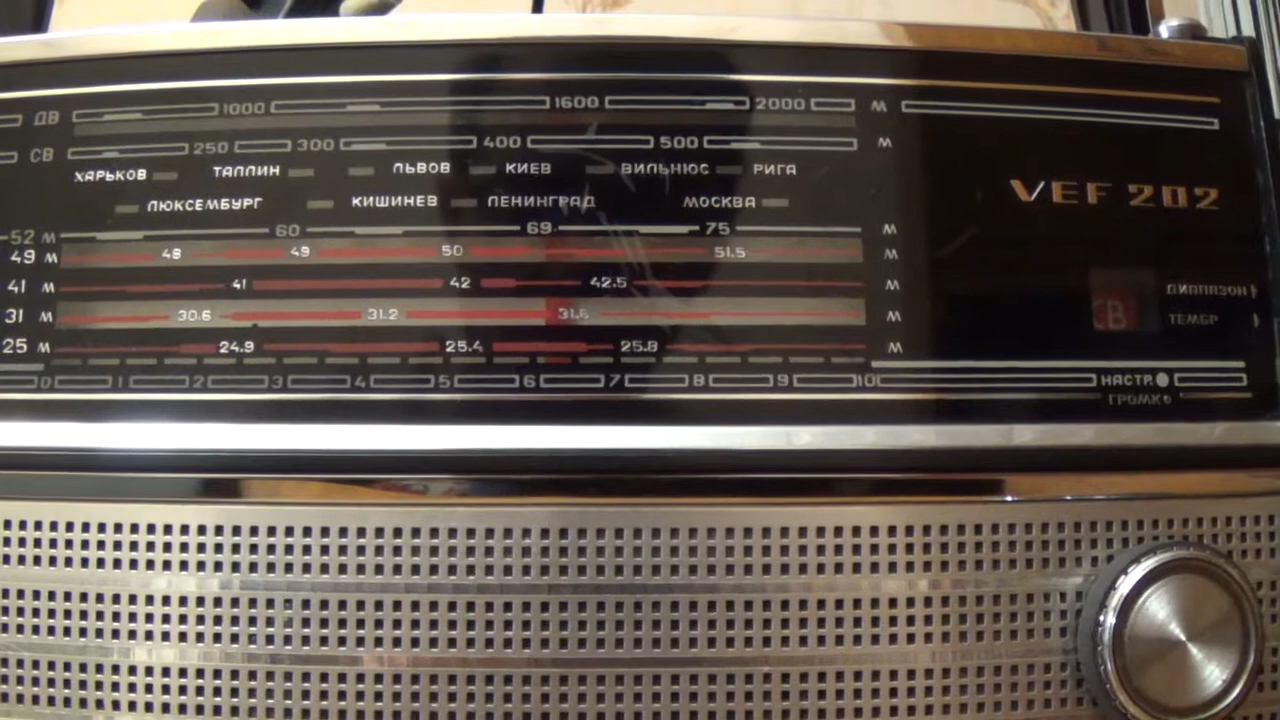 ДВ 1000 1600 2000 м
СВ 250 300 400 500 м
ХАРЬКОВ ТАЛЛИН ЛЬВОВ КИЕВ ВИЛЬНЮС РИГА
ЛЮКСЕМБУРГ КИШИНЕВ ЛЕНИНГРАД МОСКВА
VEF 202
52 м 60 69 75 м
49 м 48 49 50 51.5 м
41 м 41 42 42.5 м
31 м 30.6 31.2 31.6 м
25 м 24.9 25.4 25.8 м
СВ
ДИАПАЗОН
ТЕМБР
0 1 2 3 4 5 6 7 8 9 10
НАСТР.
ГРОМК